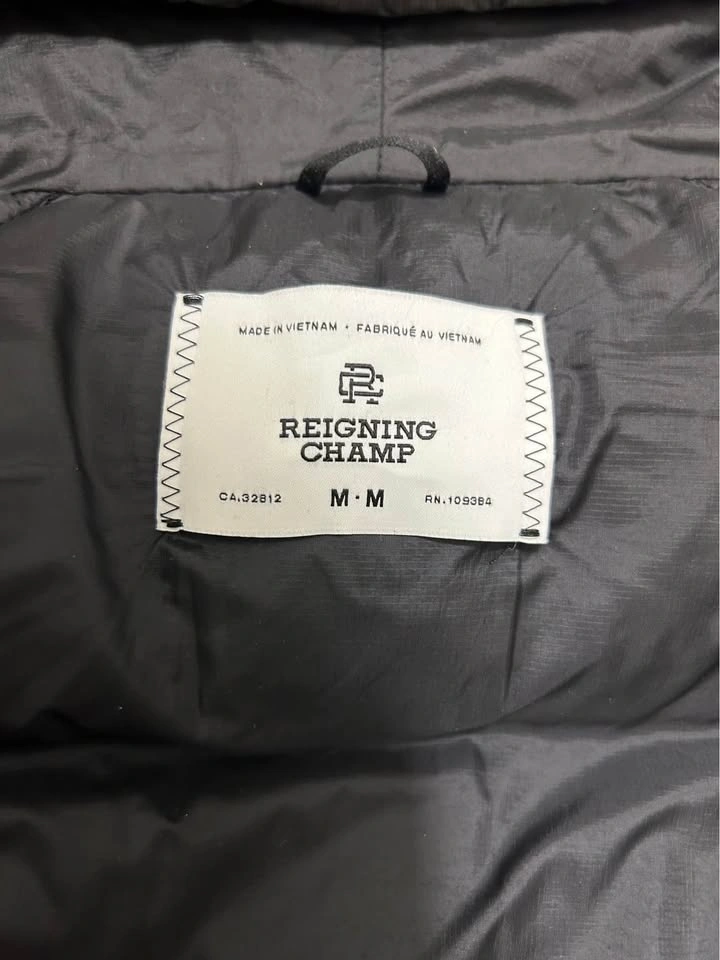 MADE IN VIETNAM · FABRIQUÉ AU VIETNAM
RC
REIGNING
CHAMP
CA.32812 M · M RN.109384